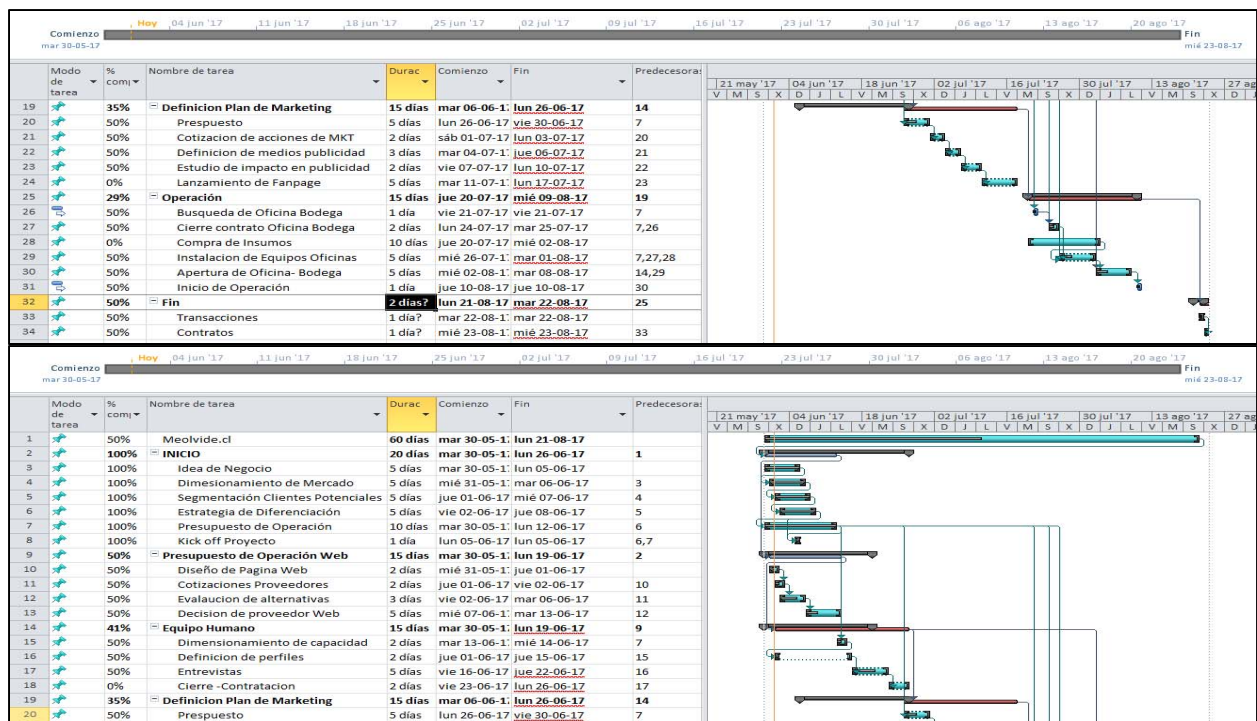 Hoy 04 jun '17 11 jun '17 18 jun '17 25 jun '17 02 jul '17 09 jul '17 16 jul '17 23 jul '17 30 jul '17 06 ago '17 13 ago '17 20 ago '17
Comienzo Fin
mar 30-05-17 mié 23-08-17
Modo de tarea % comp Nombre de tarea Durac Comienzo Fin Predecesoras
21 may '17 04 jun '17 18 jun '17 02 jul '17 16 jul '17 30 jul '17 13 ago '17 27 ag
V M S X D J L V M S X D J L V M S X D J L V M S X D J
19 35% Definicion Plan de Marketing 15 días mar 06-06-1 lun 26-06-17 14
20 50% Prespuesto 5 días lun 26-06-17 vie 30-06-17 7
21 50% Cotizacion de acciones de MKT 2 días sáb 01-07-1 lun 03-07-17 20
22 50% Definicion de medios publicidad 3 días mar 04-07-1 jue 06-07-17 21
23 50% Estudio de impacto en publicidad 2 días vie 07-07-17 lun 10-07-17 22
24 0% Lanzamiento de Fanpage 5 días mar 11-07-1 lun 17-07-17 23
25 29% Operación 15 días jue 20-07-17 mié 09-08-17 19
26 50% Busqueda de Oficina Bodega 1 día vie 21-07-17 vie 21-07-17 7
27 50% Cierre contrato Oficina Bodega 2 días lun 24-07-17 mar 25-07-17 7,26
28 0% Compra de Insumos 10 días jue 20-07-17 mié 02-08-17
29 50% Instalacion de Equipos Oficinas 5 días mié 26-07-1 mar 01-08-17 7,27,28
30 50% Apertura de Oficina- Bodega 5 días mié 02-08-1 mar 08-08-17 14,29
31 50% Inicio de Operación 1 día jue 10-08-17 jue 10-08-17 30
32 50% Fin 2 días? lun 21-08-17 mar 22-08-17 25
33 50% Transacciones 1 día? mar 22-08-1 mar 22-08-17
34 50% Contratos 1 día? mié 23-08-1 mié 23-08-17 33
Hoy 04 jun '17 11 jun '17 18 jun '17 25 jun '17 02 jul '17 09 jul '17 16 jul '17 23 jul '17 30 jul '17 06 ago '17 13 ago '17 20 ago '17
Comienzo Fin
mar 30-05-17 mié 23-08-17
Modo de tarea % comp Nombre de tarea Durac Comienzo Fin Predecesoras
21 may '17 04 jun '17 18 jun '17 02 jul '17 16 jul '17 30 jul '17 13 ago '17 27 ag
V M S X D J L V M S X D J L V M S X D J L V M S X D J
1 50% Meolvide.cl 60 días mar 30-05-1 lun 21-08-17
2 100% INICIO 20 días mar 30-05-1 lun 26-06-17 1
3 100% Idea de Negocio 5 días mar 30-05-1 lun 05-06-17
4 100% Dimesionamiento de Mercado 5 días mié 31-05-1 mar 06-06-17 3
5 100% Segmentación Clientes Potenciales 5 días jue 01-06-17 mié 07-06-17 4
6 100% Estrategia de Diferenciación 5 días vie 02-06-17 jue 08-06-17 5
7 100% Presupuesto de Operación 10 días mar 30-05-1 lun 12-06-17 6
8 100% Kick off Proyecto 1 día lun 05-06-17 lun 05-06-17 6,7
9 50% Presupuesto de Operación Web 15 días mar 30-05-1 lun 19-06-17 2
10 50% Diseño de Pagina Web 2 días mié 31-05-1 jue 01-06-17
11 50% Cotizaciones Proveedores 2 días jue 01-06-17 vie 02-06-17 10
12 50% Evalaucion de alternativas 3 días vie 02-06-17 mar 06-06-17 11
13 50% Decision de proveedor Web 5 días mié 07-06-1 mar 13-06-17 12
14 41% Equipo Humano 15 días mar 30-05-1 lun 19-06-17 9
15 50% Dimensionamiento de capacidad 2 días mar 13-06-1 mié 14-06-17 7
16 50% Definicion de perfiles 2 días jue 01-06-17 jue 15-06-17 15
17 50% Entrevistas 5 días vie 16-06-17 jue 22-06-17 16
18 0% Cierre -Contratacion 2 días vie 23-06-17 lun 26-06-17 17
19 35% Definicion Plan de Marketing 15 días mar 06-06-1 lun 26-06-17 14
20 50% Prespuesto 5 días lun 26-06-17 vie 30-06-17 7